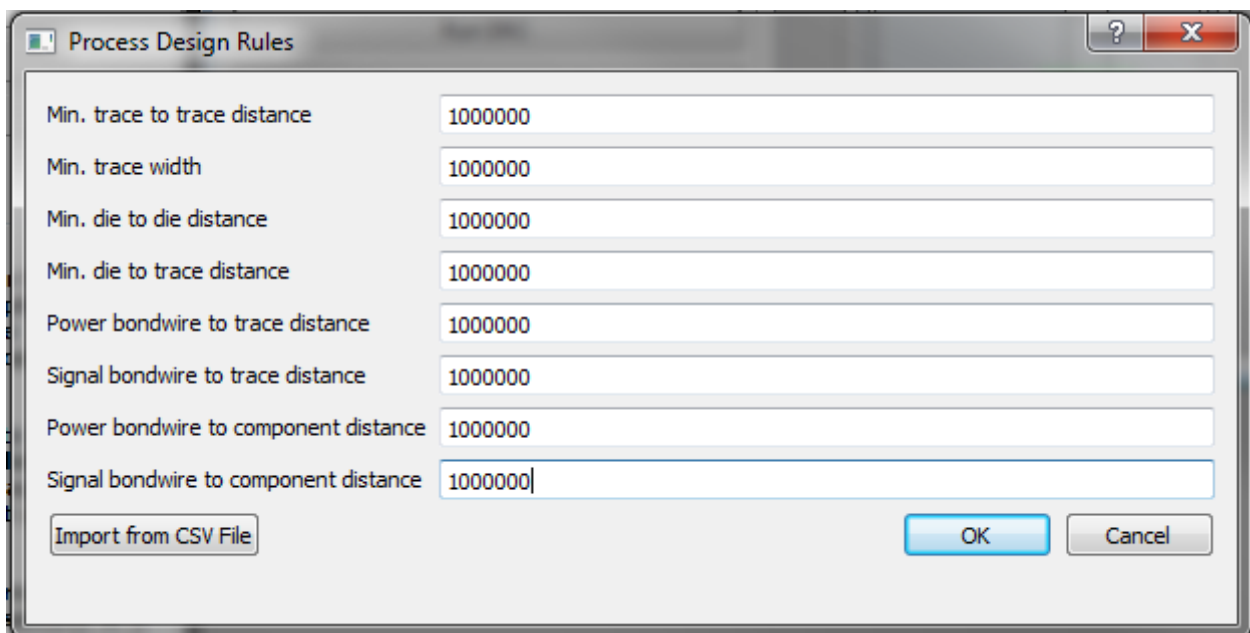 Process Design Rules
Min. trace to trace distance 1000000
Min. trace width 1000000
Min. die to die distance 1000000
Min. die to trace distance 1000000
Power bondwire to trace distance 1000000
Signal bondwire to trace distance 1000000
Power bondwire to component distance 1000000
Signal bondwire to component distance 1000000
Import from CSV File OK Cancel